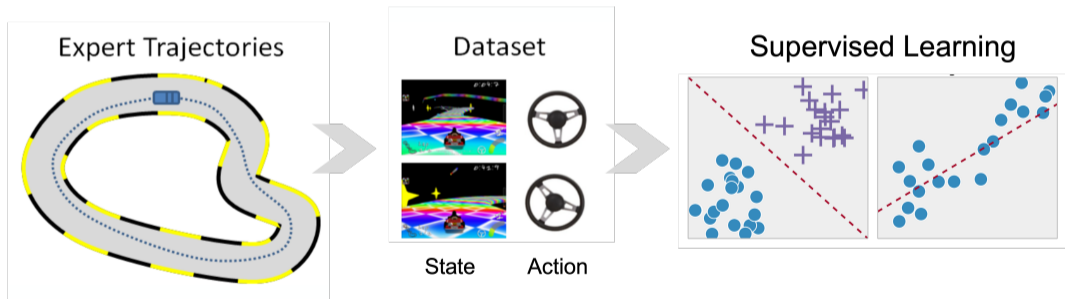 Expert Trajectories
Dataset
Supervised Learning
State
Action